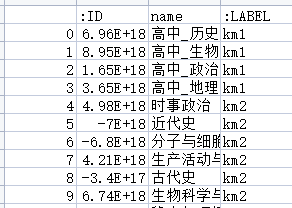 :ID name :LABEL
0 6.96E+18 高中_历史 km1
1 8.95E+18 高中_生物 km1
2 1.65E+18 高中_政治 km1
3 3.65E+18 高中_地理 km1
4 4.98E+18 时事政治 km2
5 -7E+18 近代史 km2
6 -6.8E+18 分子与细胞 km2
7 4.21E+18 生产活动与 km2
8 -3.4E+17 古代史 km2
9 6.74E+18 生物科学与 km2